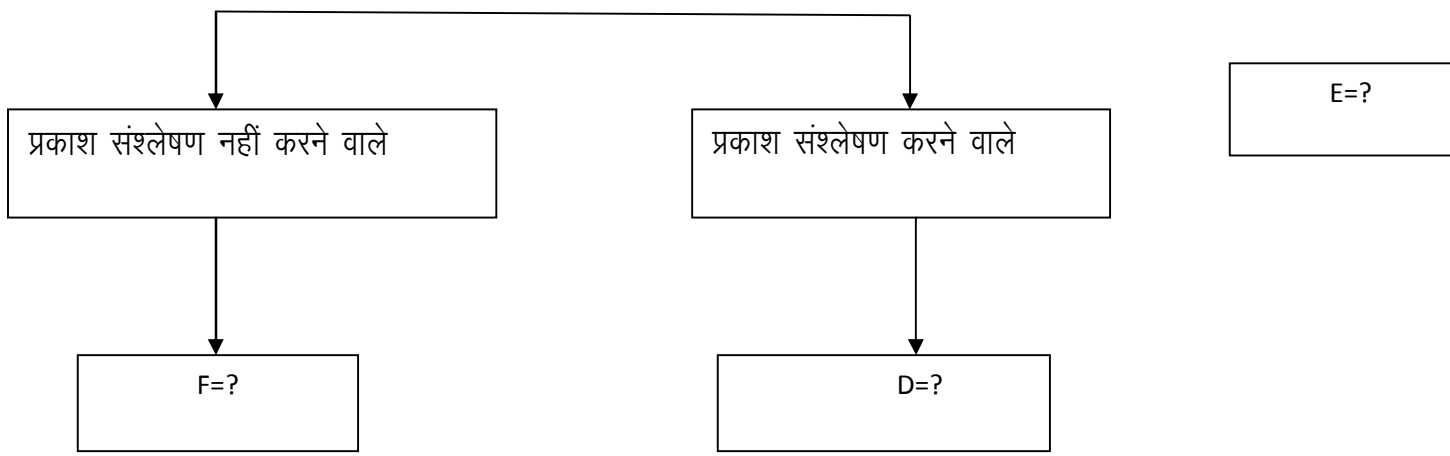 E=?
प्रकाश संश्लेषण नहीं करने वाले
प्रकाश संश्लेषण करने वाले
F=?
D=?